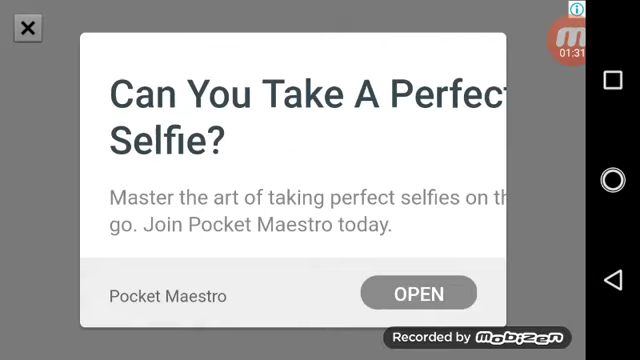 01:31
Can You Take A Perfect
Selfie?
Master the art of taking perfect selfies on th
go. Join Pocket Maestro today.
Pocket Maestro
OPEN
Recorded by mobizen